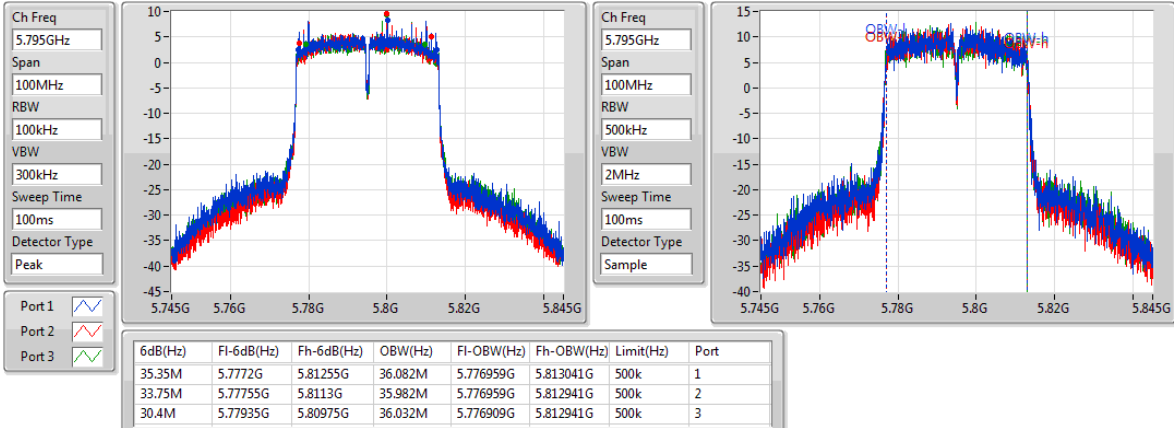 Ch Freq
5.795GHz
Span
100MHz
RBW
100kHz
VBW
300kHz
Sweep Time
100ms
Detector Type
Peak
Port 1
Port 2
Port 3
10
5
0
-5
-10
-15
-20
-25
-30
-35
-40
-45
5.745G
5.76G
5.78G
5.8G
5.82G
5.845G
Ch Freq
5.795GHz
Span
100MHz
RBW
500kHz
VBW
2MHz
Sweep Time
100ms
Detector Type
Sample
15
10
5
0
-5
-10
-15
-20
-25
-30
-35
-40
5.745G
5.76G
5.78G
5.8G
5.82G
5.845G
OBW-h
6dB(Hz) Fl-6dB(Hz) Fh-6dB(Hz) OBW(Hz) Fl-OBW(Hz) Fh-OBW(Hz) Limit(Hz) Port
35.35M 5.7772G 5.81255G 36.082M 5.776959G 5.813041G 500k 1
33.75M 5.77755G 5.8113G 35.982M 5.776959G 5.812941G 500k 2
30.4M 5.77935G 5.80975G 36.032M 5.776909G 5.812941G 500k 3